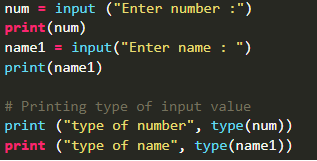 num = input ("Enter number :")
print(num)
name1 = input("Enter name : ")
print(name1)
# Printing type of input value
print ("type of number", type(num))
print ("type of name", type(name1))